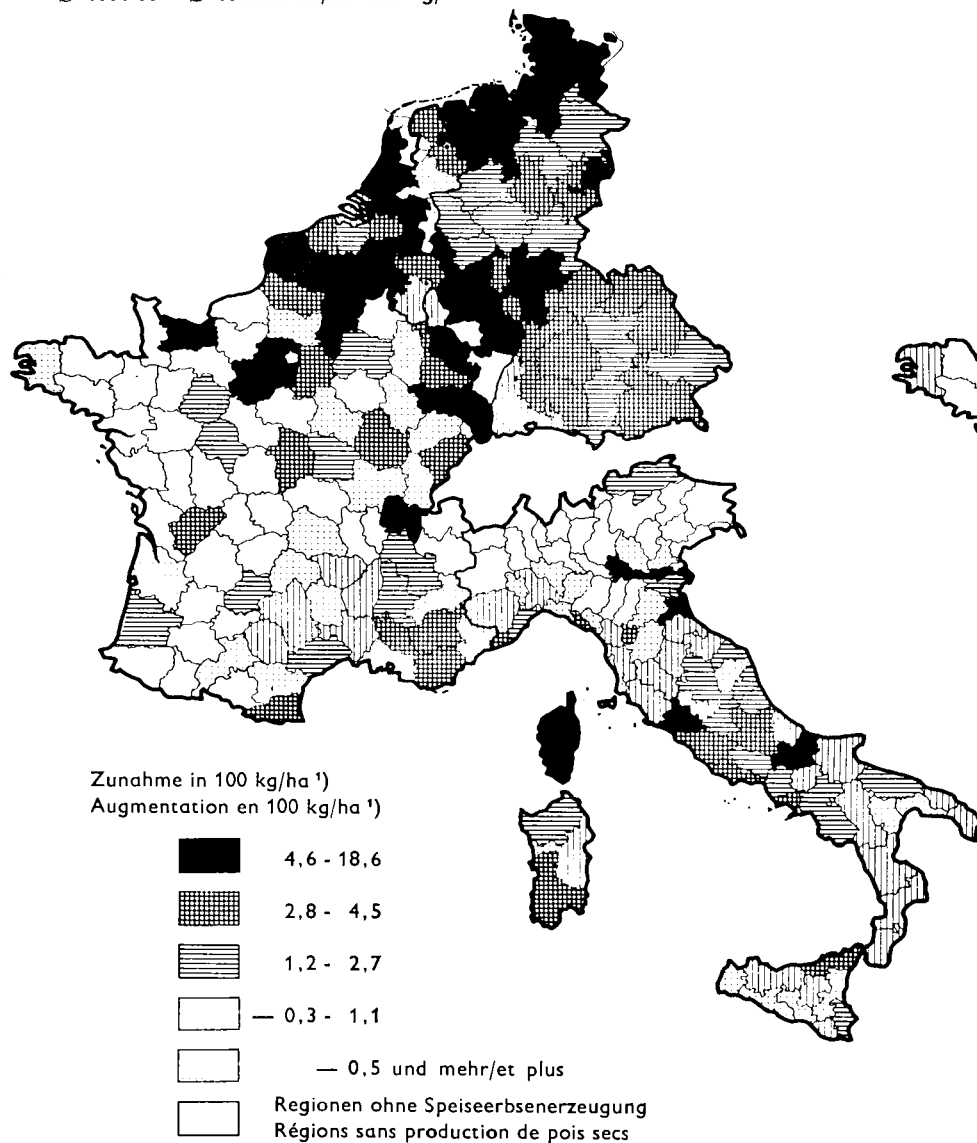 Zunahme in 100 kg/ha ¹)
Augmentation en 100 kg/ha ¹)
4,6 - 18,6
2,8 - 4,5
1,2 - 2,7
— 0,3 - 1,1
— 0,5 und mehr/et plus
Regionen ohne Speiseerbsenerzeugung
Régions sans production de pois secs